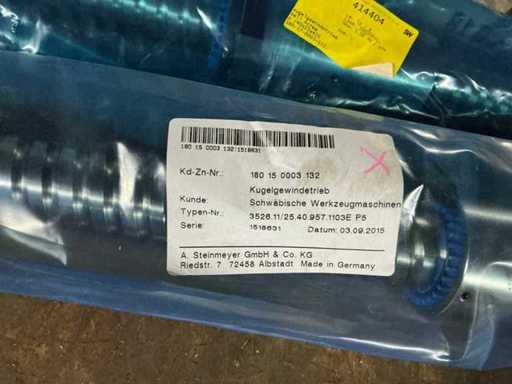 414404
SW
180 15 0003 132:1518631
Kd-Zn-Nr.: 180 15 0003 132
Kugelgewindetrieb
Kunde: Schwäbische Werkzeugmaschinen
Typen-Nr.: 3526.11/25.40.957.1103E P5
Serie: 1518631 Datum: 03.09.2015
A. Steinmeyer GmbH & Co. KG
Riedstr. 7 72458 Albstadt Made in Germany